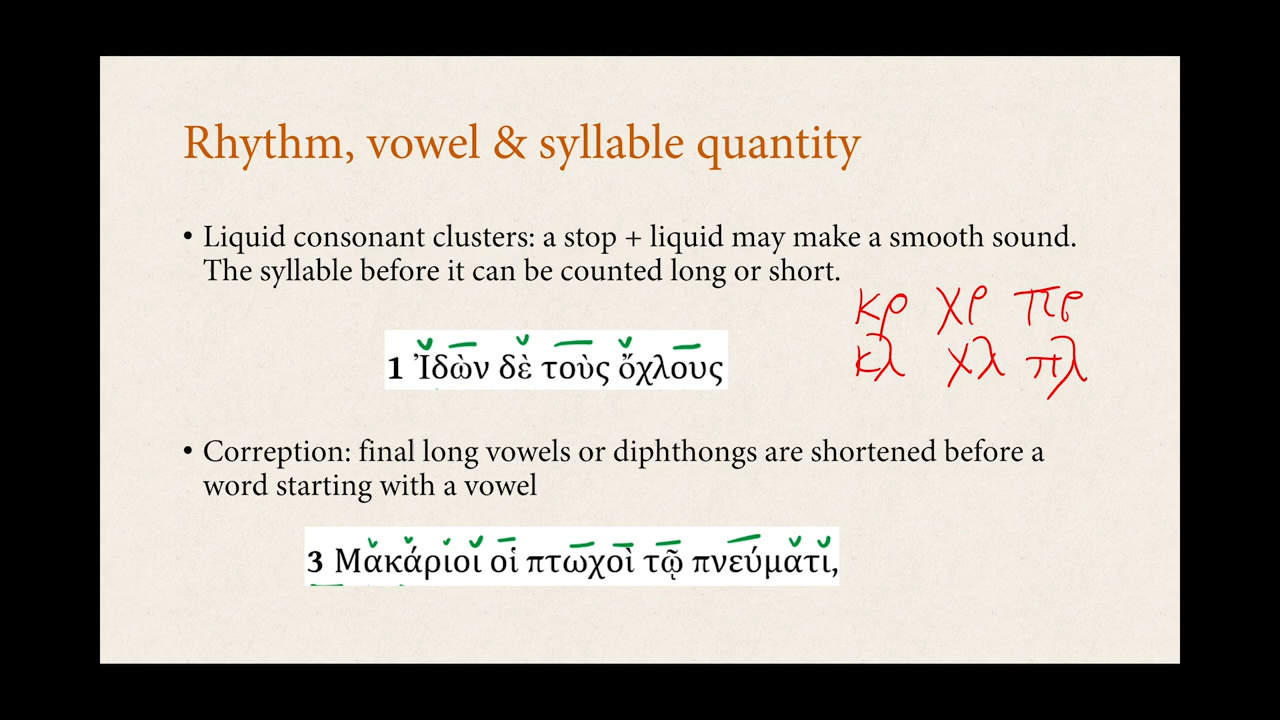 Rhythm, vowel & syllable quantity
• Liquid consonant clusters: a stop + liquid may make a smooth sound.
The syllable before it can be counted long or short.
κρ χρ πρ
1 Ἰδὼν δὲ τοὺς ὄχλους
κλ χλ πλ
• Correption: final long vowels or diphthongs are shortened before a
word starting with a vowel
3 Μακάριοι οἱ πτωχοὶ τῷ πνεύματι,